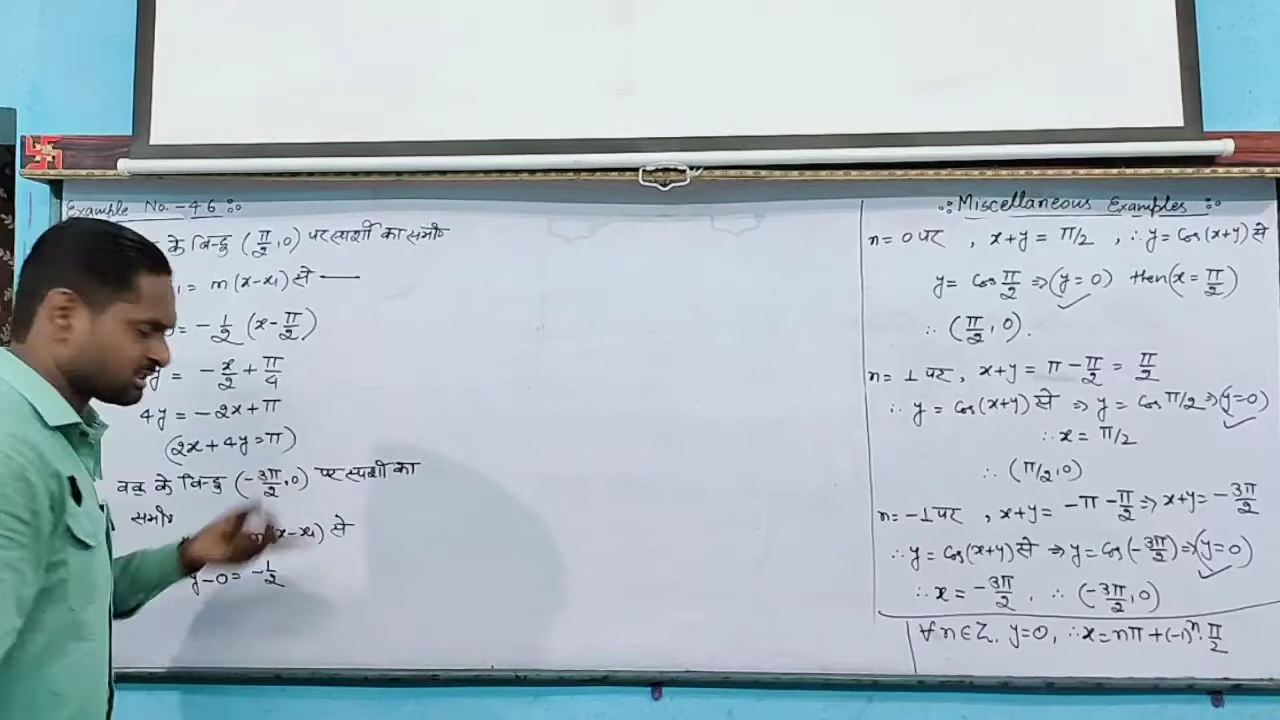 Example No. - 46 :-
के बिन्दु (π/2, 0) पर स्पर्शी का समी०
₁ = m(x-x₁) से —
0 = -1/2 (x-π/2)
y = -x/2 + π/4
4y = -2x+π
(2x+4y=π)
वक्र के बिन्दु (-3π/2, 0) पर स्पर्शी का
समी०
(x-x₁) से
y-0 = -1/2
:: Miscellaneous Examples ::
n = 0 पर , x+y = π/2 , ∴ y = Cos(x+y) से
y = Cos π/2 ⇒ (y=0) then (x = π/2)
∴ (π/2, 0).
n = 1 पर, x+y = π - π/2 = π/2
∴ y = Cos(x+y) से ⇒ y = Cos π/2 ⇒ (y=0)
∴ x = π/2
∴ (π/2, 0)
n = -1 पर , x+y = -π - π/2 ⇒ x+y = -3π/2
∴ y = Cos(x+y) से ⇒ y = Cos(-3π/2) ⇒ (y=0)
∴ x = -3π/2 , ∴ (-3π/2, 0)
∀ n ∈ Z, y=0, ∴ x = nπ + (-1)ⁿ. π/2